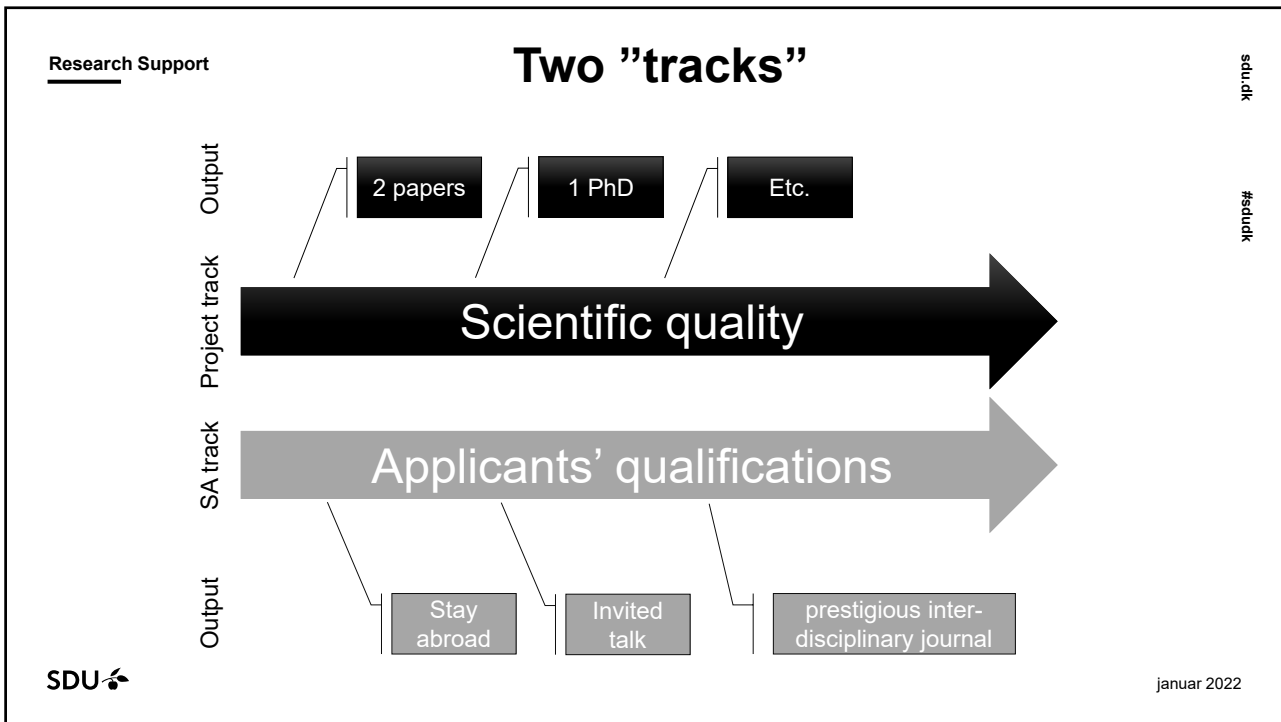 Research Support
Two ”tracks”
sdu.dk
#sdudk
Output
2 papers
1 PhD
Etc.
Project track
Scientific quality
SA track
Applicants’ qualifications
Output
Stay
abroad
Invited
talk
prestigious inter-
disciplinary journal
SDU
januar 2022